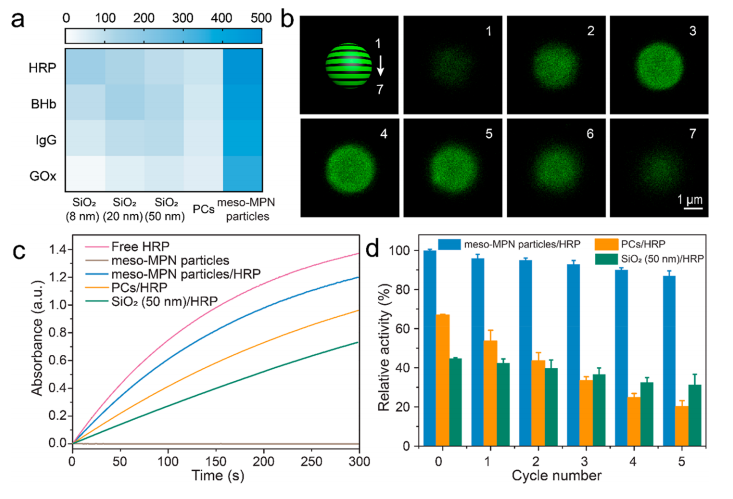 a
0 100 200 300 400 500
HRP
BHb
IgG
GOx
SiO₂ (8 nm)
SiO₂ (20 nm)
SiO₂ (50 nm)
PCs
meso-MPN particles
b
1
7
1
2
3
4
5
6
7
1 μm
c
Absorbance (a.u.)
1.4
1.2
1.0
0.8
0.6
0.4
0.2
0.0
Free HRP
meso-MPN particles
meso-MPN particles/HRP
PCs/HRP
SiO₂ (50 nm)/HRP
0 50 100 150 200 250 300
Time (s)
d
Relative activity (%)
100
80
60
40
20
0
meso-MPN particles/HRP
PCs/HRP
SiO₂ (50 nm)/HRP
0 1 2 3 4 5
Cycle number